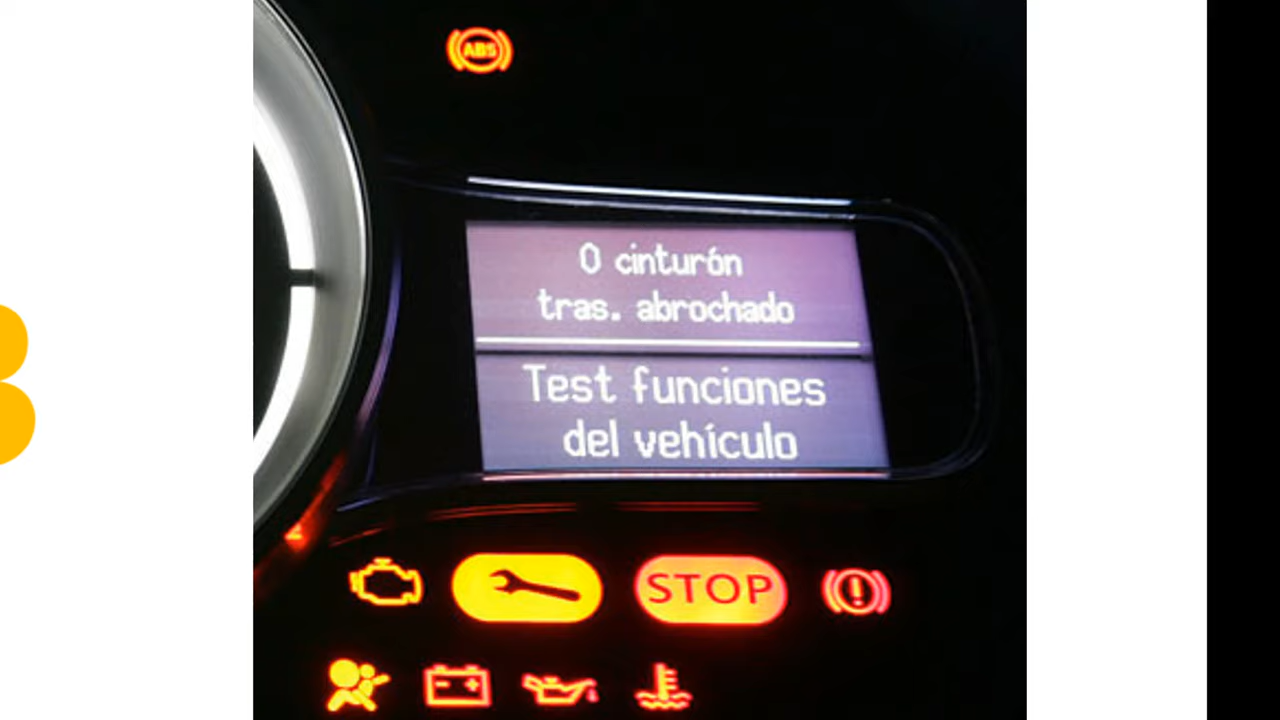 ABS
0 cinturón
tras. abrochado
Test funciones
del vehículo
STOP